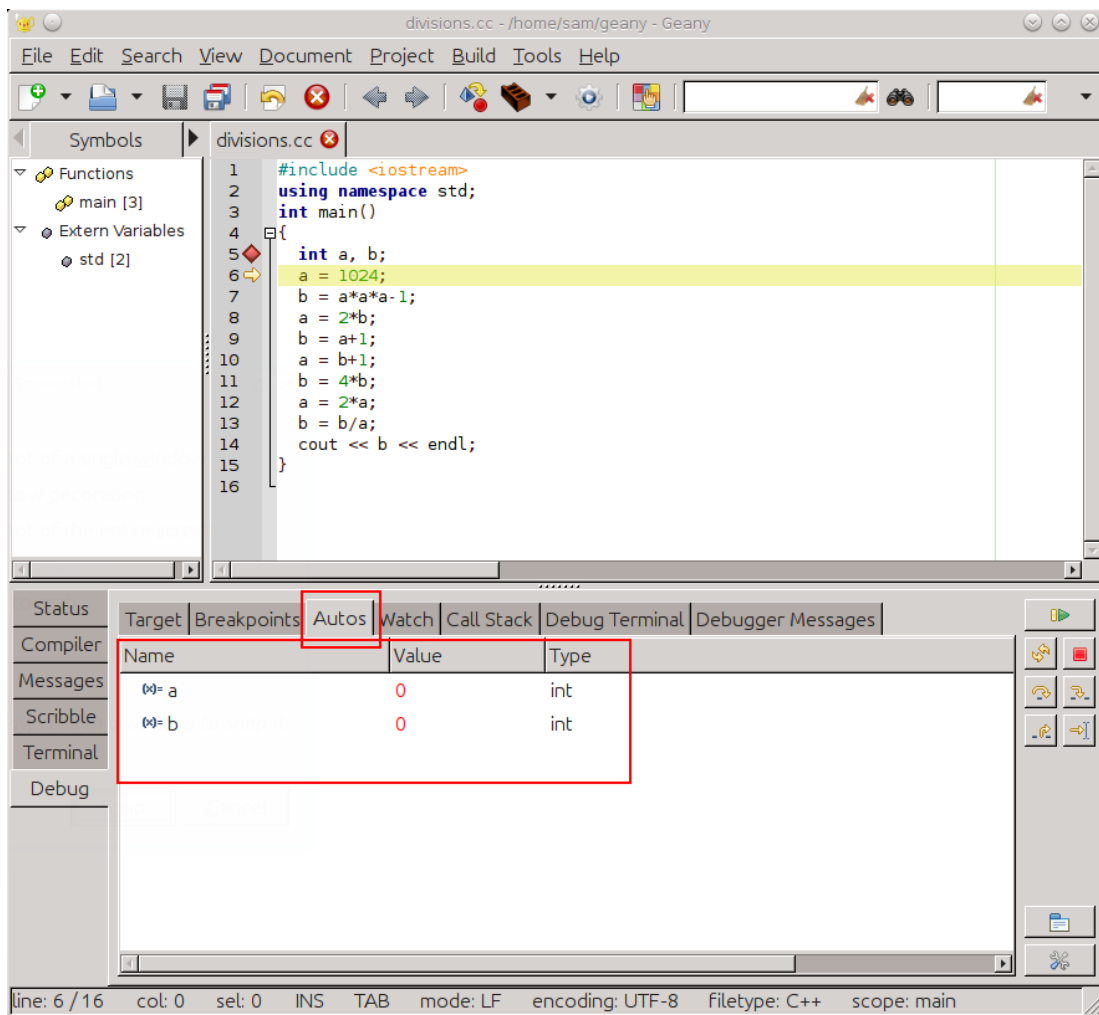 divisions.cc - /home/sam/geany - Geany
File Edit Search View Document Project Build Tools Help
Symbols
divisions.cc
Functions
main [3]
Extern Variables
std [2]
1 #include <iostream>
2 using namespace std;
3 int main()
4 {
5 int a, b;
6 a = 1024;
7 b = a*a*a-1;
8 a = 2*b;
9 b = a+1;
10 a = b+1;
11 b = 4*b;
12 a = 2*a;
13 b = b/a;
14 cout << b << endl;
15 }
16
Status
Compiler
Messages
Scribble
Terminal
Debug
Target Breakpoints Autos Watch Call Stack Debug Terminal Debugger Messages
Name Value Type
(x)= a 0 int
(x)= b 0 int
line: 6 / 16 col: 0 sel: 0 INS TAB mode: LF encoding: UTF-8 filetype: C++ scope: main